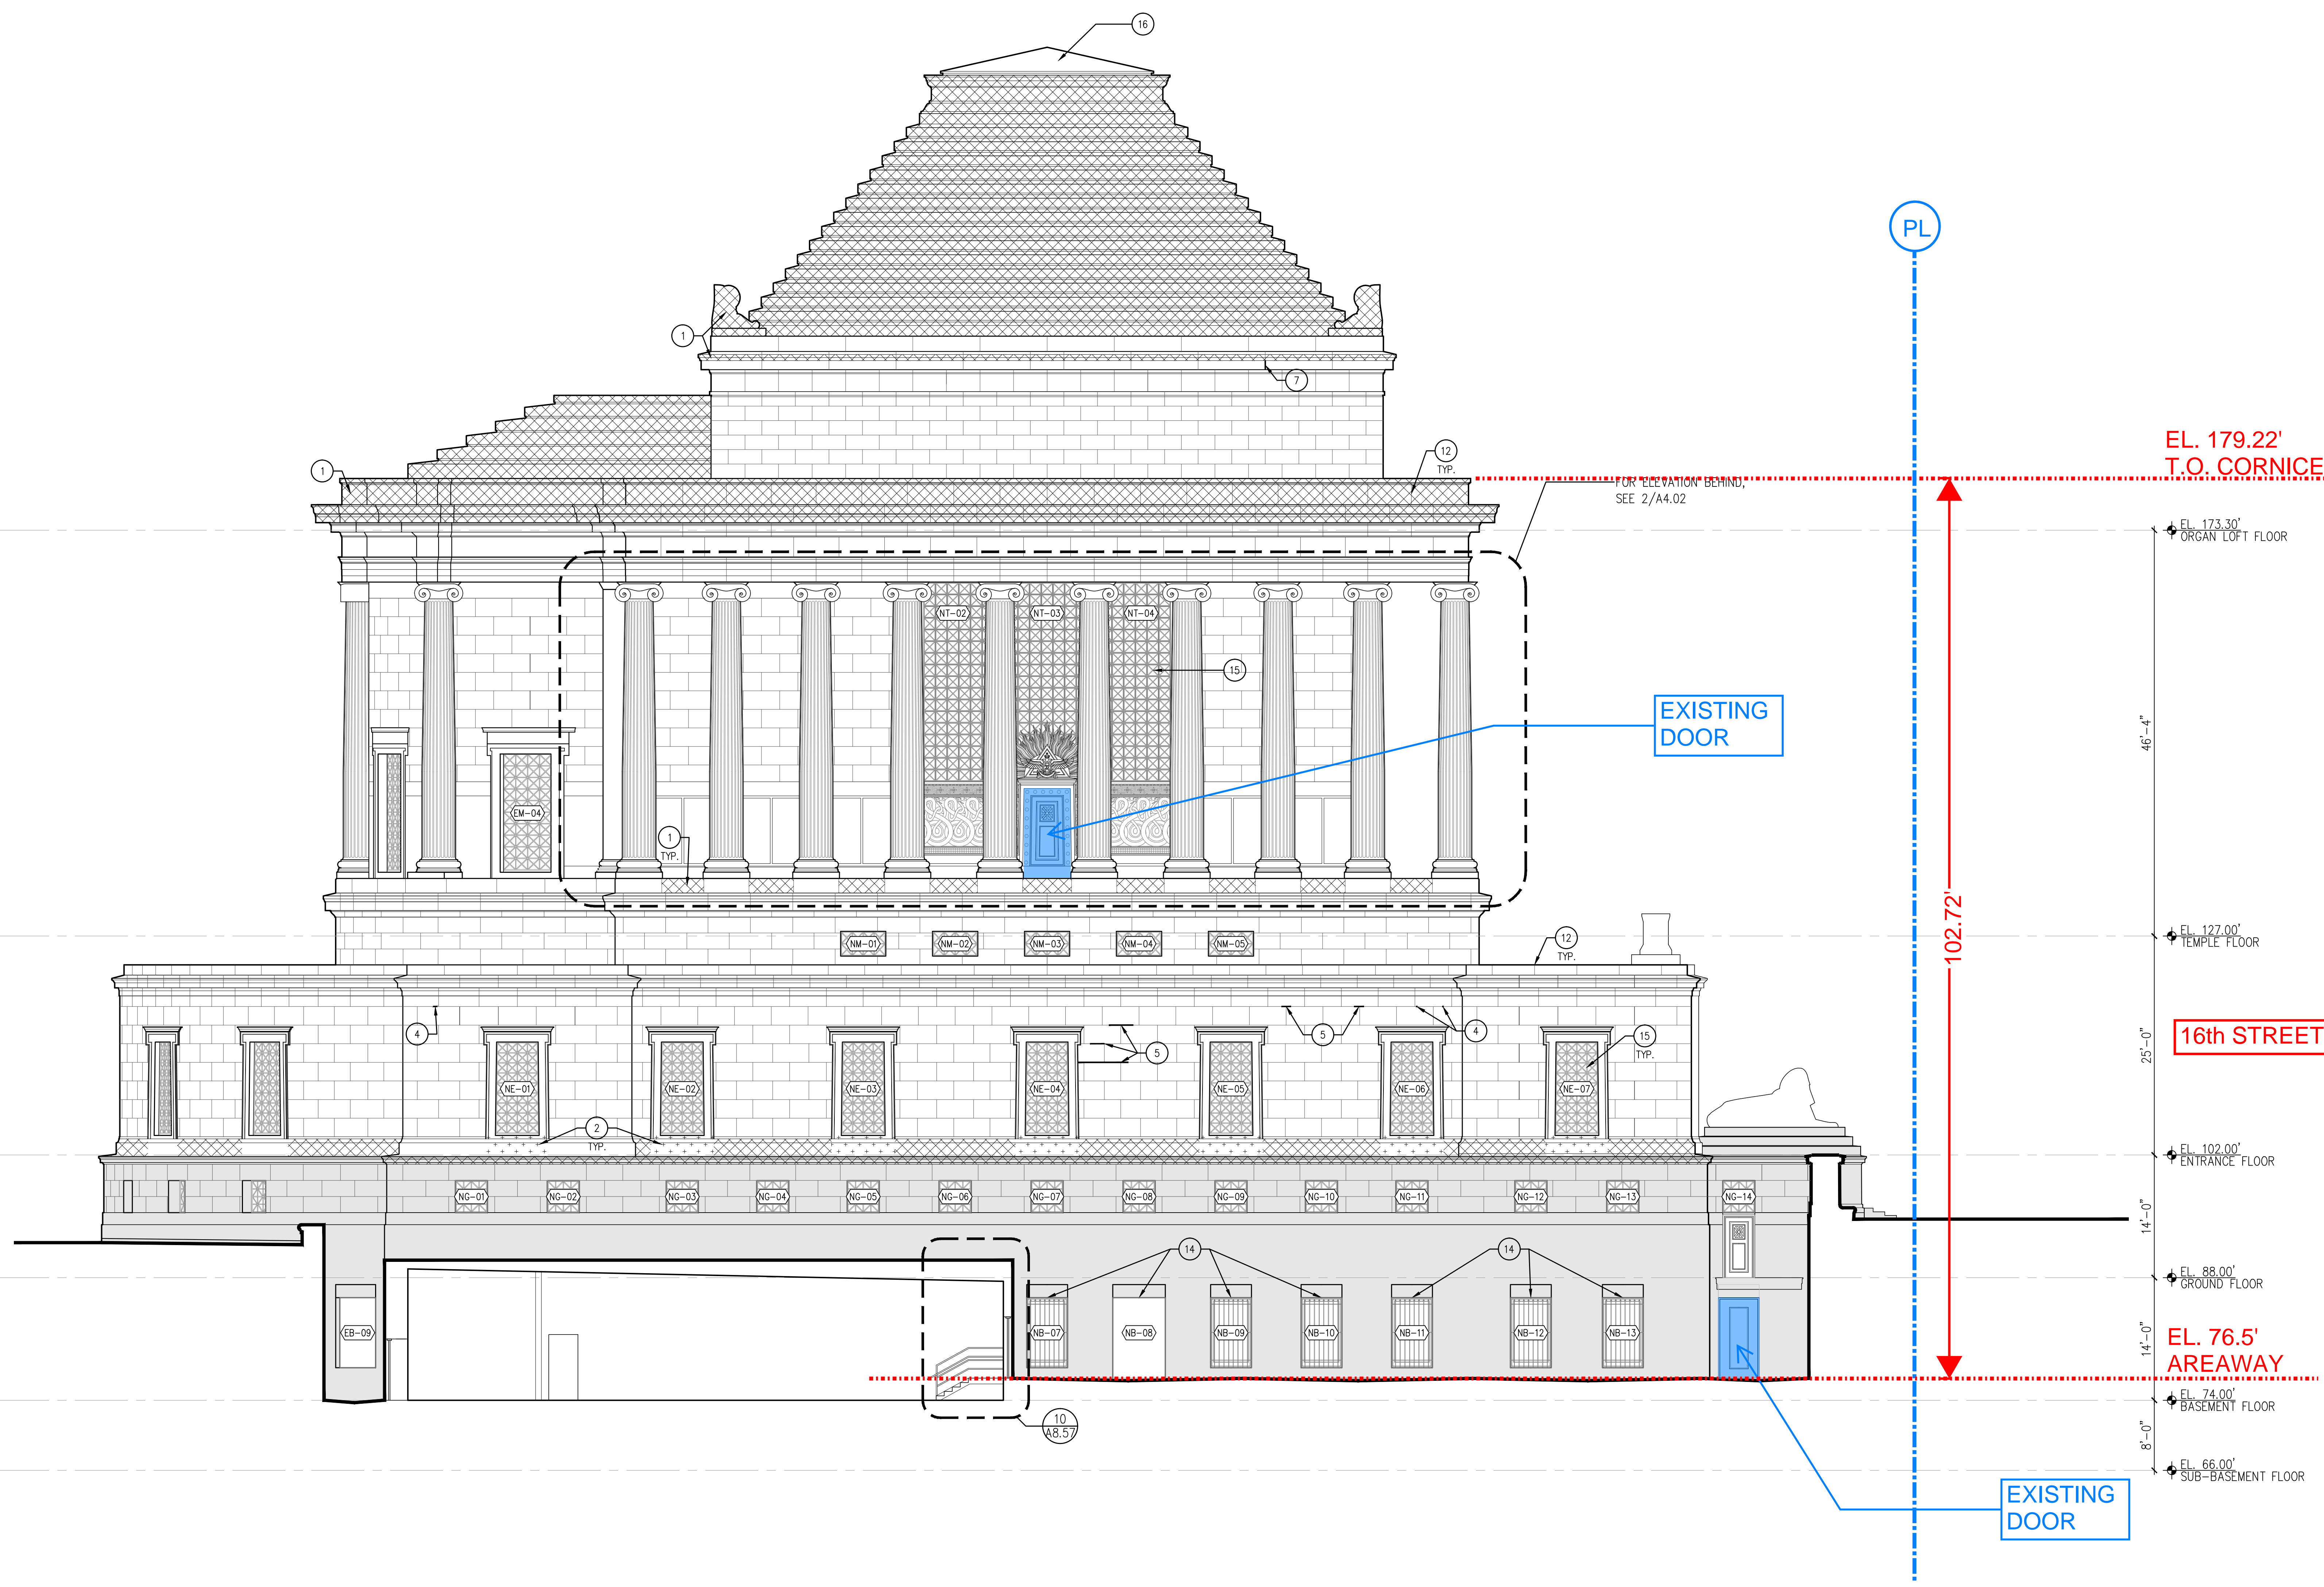 16
PL
1
7
EL. 179.22'
T.O. CORNICE
1
12
TYP.
FOR ELEVATION BEHIND,
SEE 2/A4.02
EL. 173.30'
ORGAN LOFT FLOOR
NT-02
NT-03
NT-04
15
EXISTING
DOOR
46'-4"
EM-04
1
TYP.
102.72'
NM-01
NM-02
NM-03
NM-04
NM-05
12
TYP.
EL. 127.00'
TEMPLE FLOOR
4
5
5
4
15
TYP.
25'-0"
16th STREET
NE-01
NE-02
NE-03
NE-04
NE-05
NE-06
NE-07
2
TYP.
EL. 102.00'
ENTRANCE FLOOR
NG-01
NG-02
NG-03
NG-04
NG-05
NG-06
NG-07
NG-08
NG-09
NG-10
NG-11
NG-12
NG-13
NG-14
14'-0"
14
14
EL. 88.00'
GROUND FLOOR
EB-09
NB-07
NB-08
NB-09
NB-10
NB-11
NB-12
NB-13
14'-0"
EL. 76.5'
AREAWAY
EL. 74.00'
BASEMENT FLOOR
10
A8.57
8'-0"
EL. 66.00'
SUB-BASEMENT FLOOR
EXISTING
DOOR